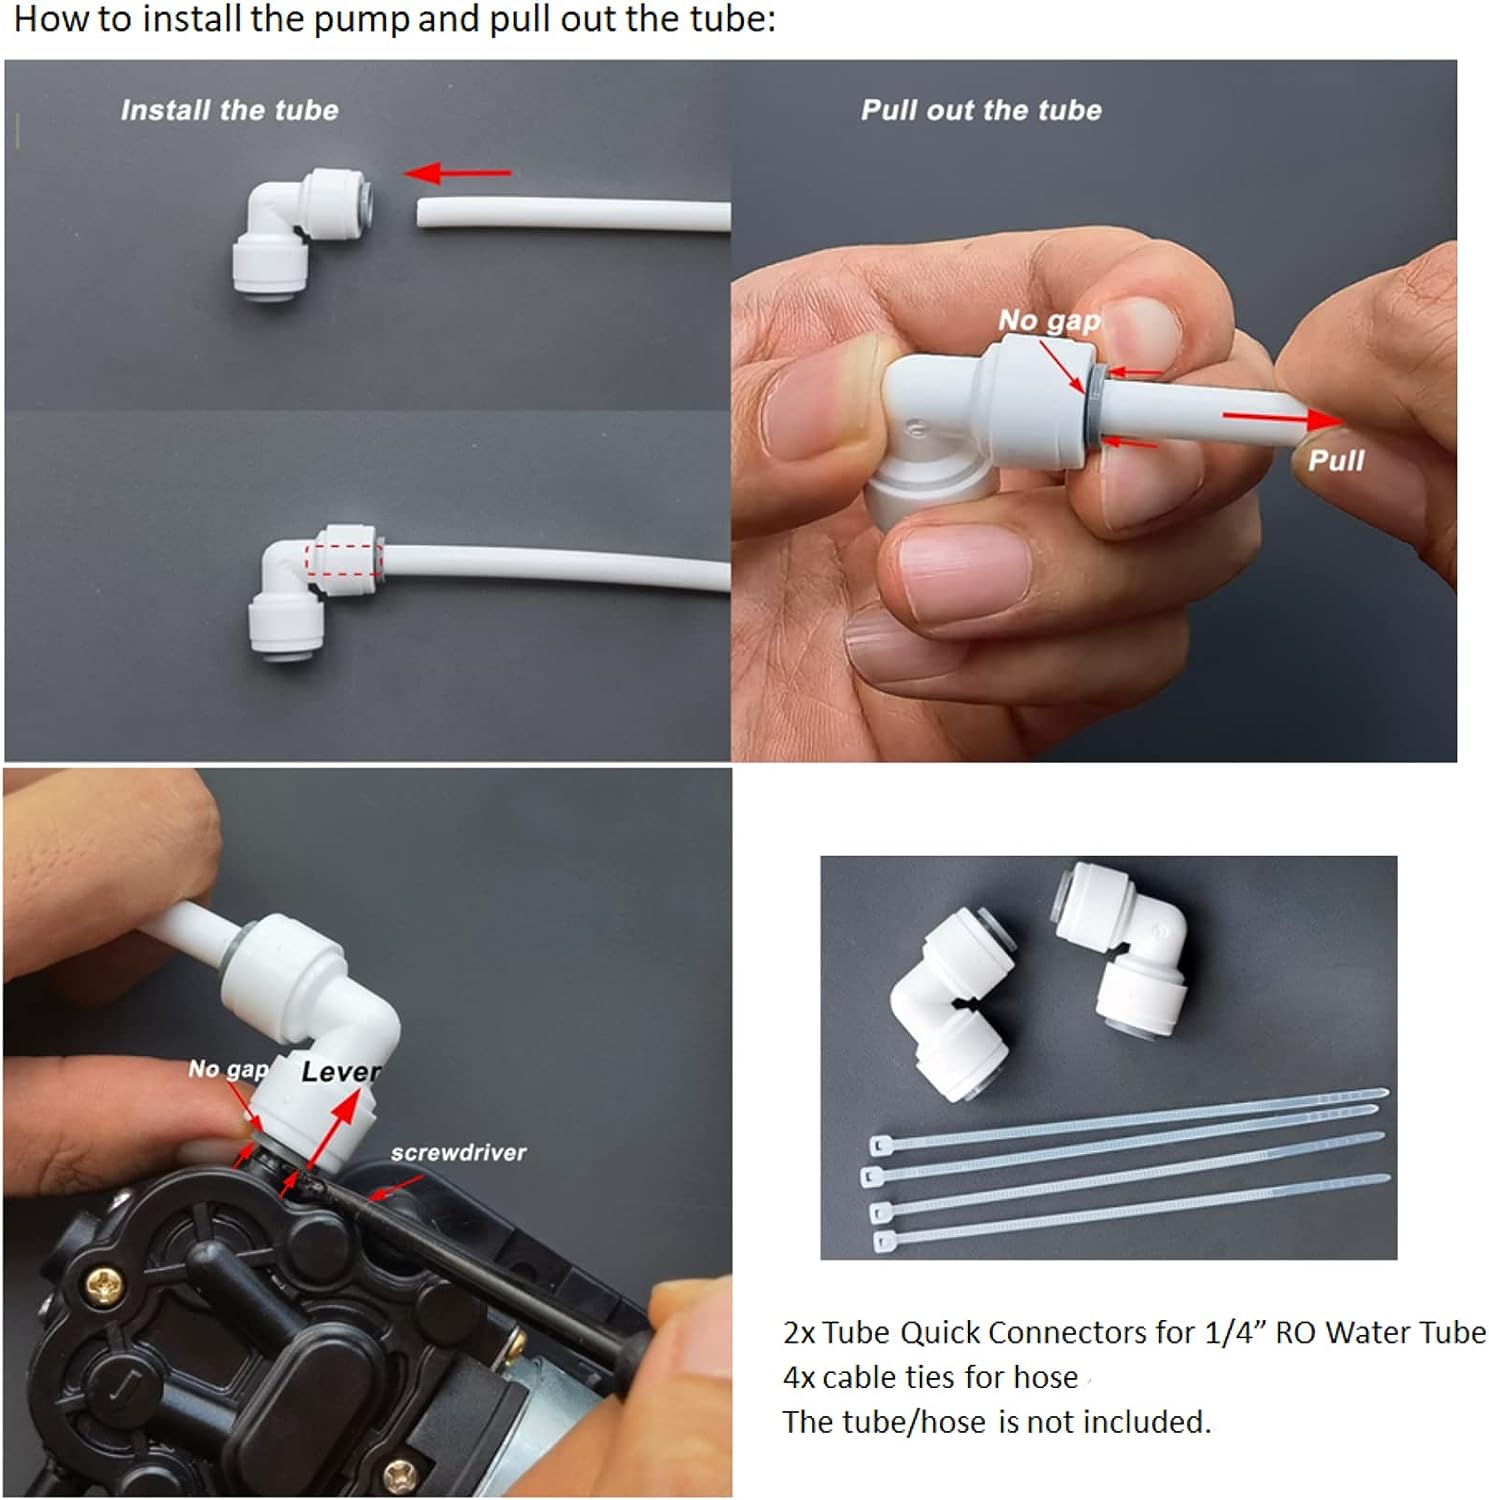 How to install the pump and pull out the tube:
Install the tube
Pull out the tube
No gap
Pull
No gap
Lever
screwdriver
2x Tube Quick Connectors for 1/4” RO Water Tube
4x cable ties for hose
The tube/hose is not included.